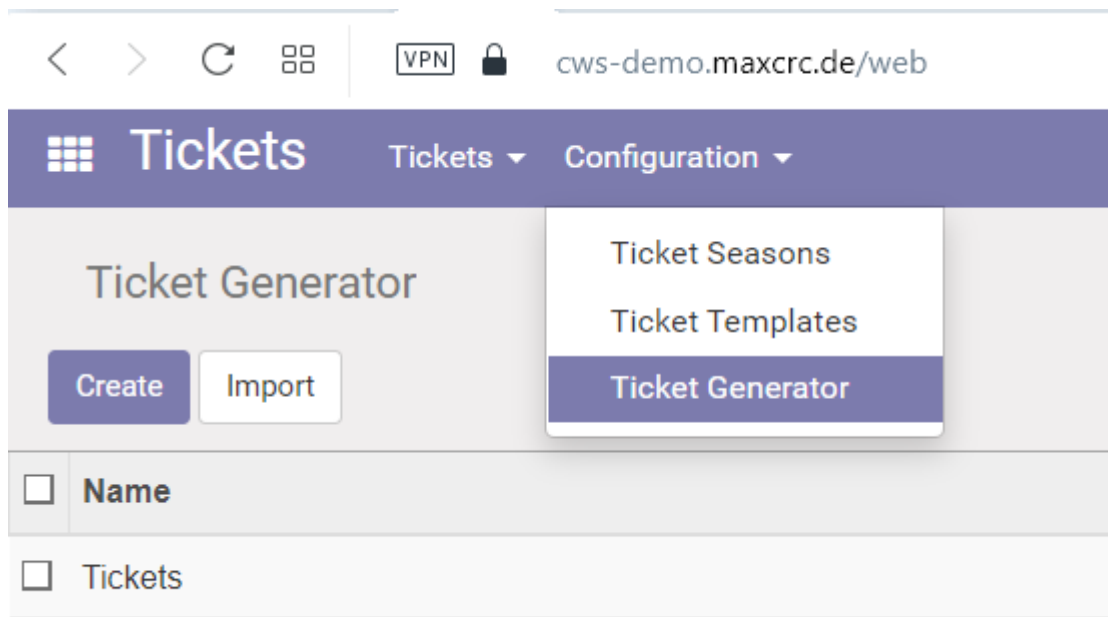 VPN cws-demo.maxcrc.de/web
Tickets Tickets Configuration
Ticket Seasons
Ticket Generator
Ticket Templates
Create Import
Ticket Generator
Name
Tickets